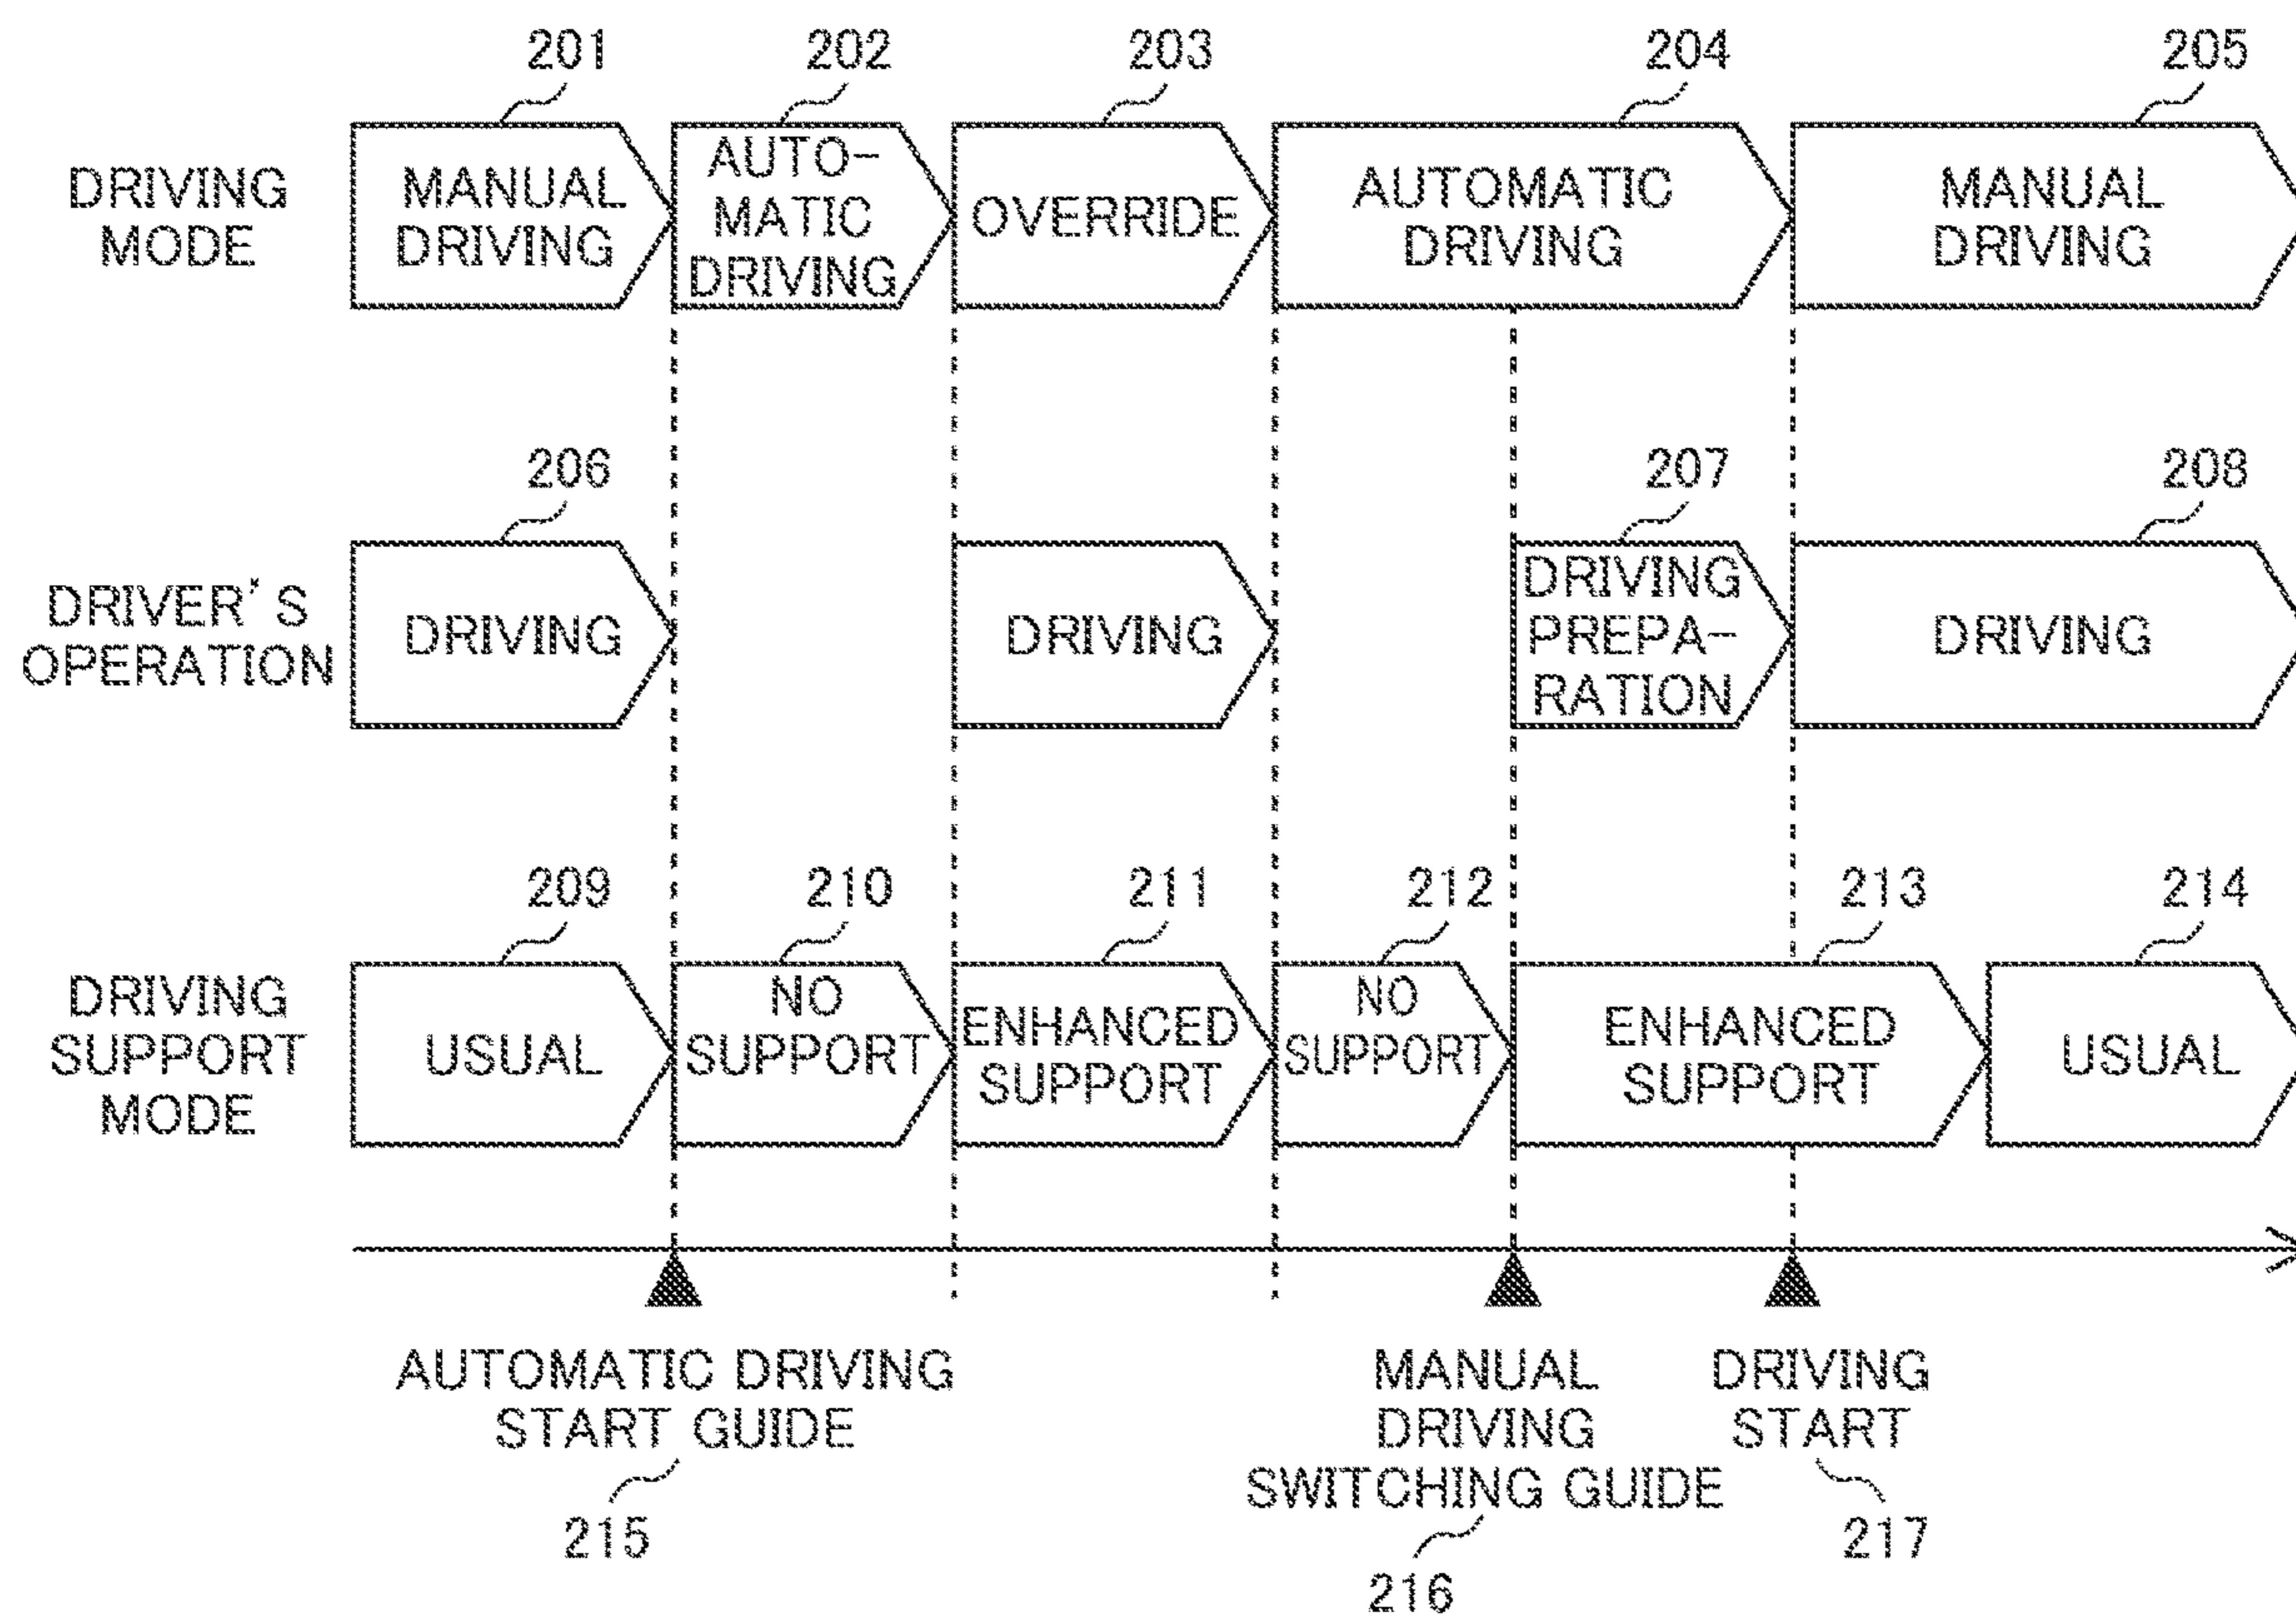 201
202
203
204
205
DRIVING
MODE
MANUAL
DRIVING
AUTO-
MATIC
DRIVING
OVERRIDE
AUTOMATIC
DRIVING
MANUAL
DRIVING
206
207
208
DRIVER'S
OPERATION
DRIVING
DRIVING
DRIVING
PREPA-
RATION
DRIVING
209
210
211
212
213
214
DRIVING
SUPPORT
MODE
USUAL
NO
SUPPORT
ENHANCED
SUPPORT
NO
SUPPORT
ENHANCED
SUPPORT
USUAL
AUTOMATIC DRIVING
START GUIDE
215
MANUAL
DRIVING
SWITCHING GUIDE
216
DRIVING
START
217